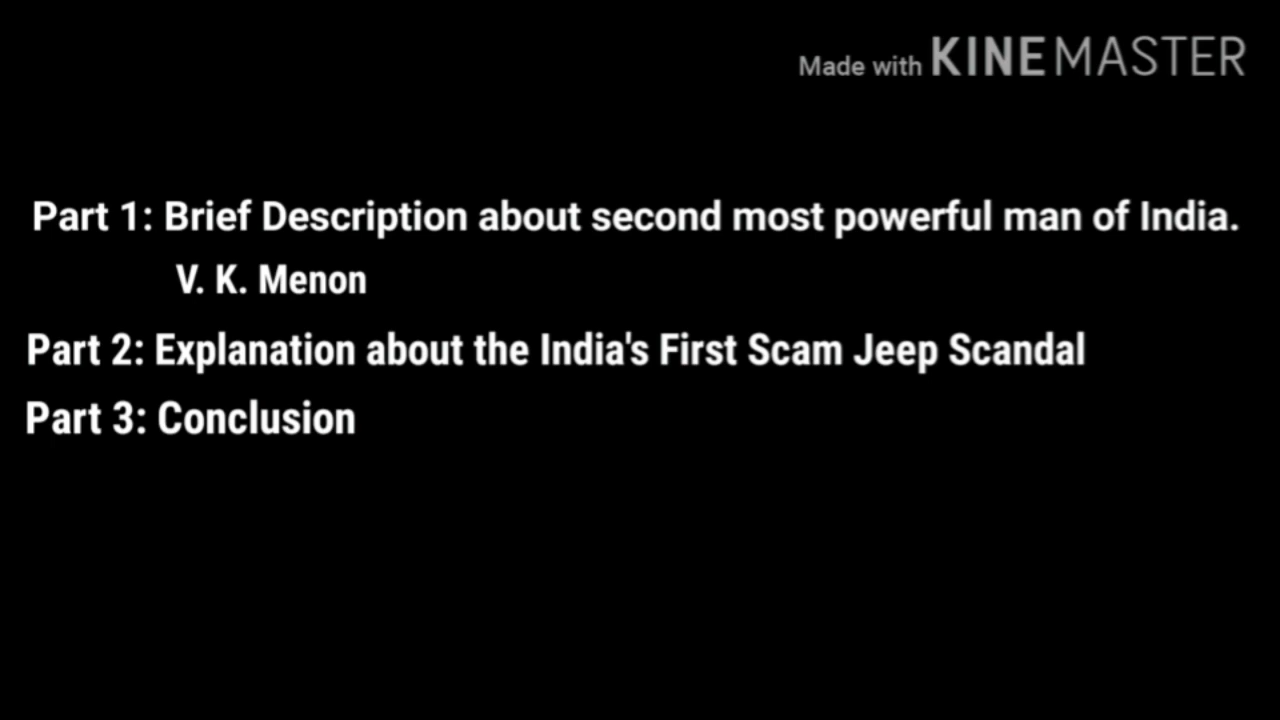 Made with KINEMASTER
Part 1: Brief Description about second most powerful man of India.
V. K. Menon
Part 2: Explanation about the India's First Scam Jeep Scandal
Part 3: Conclusion